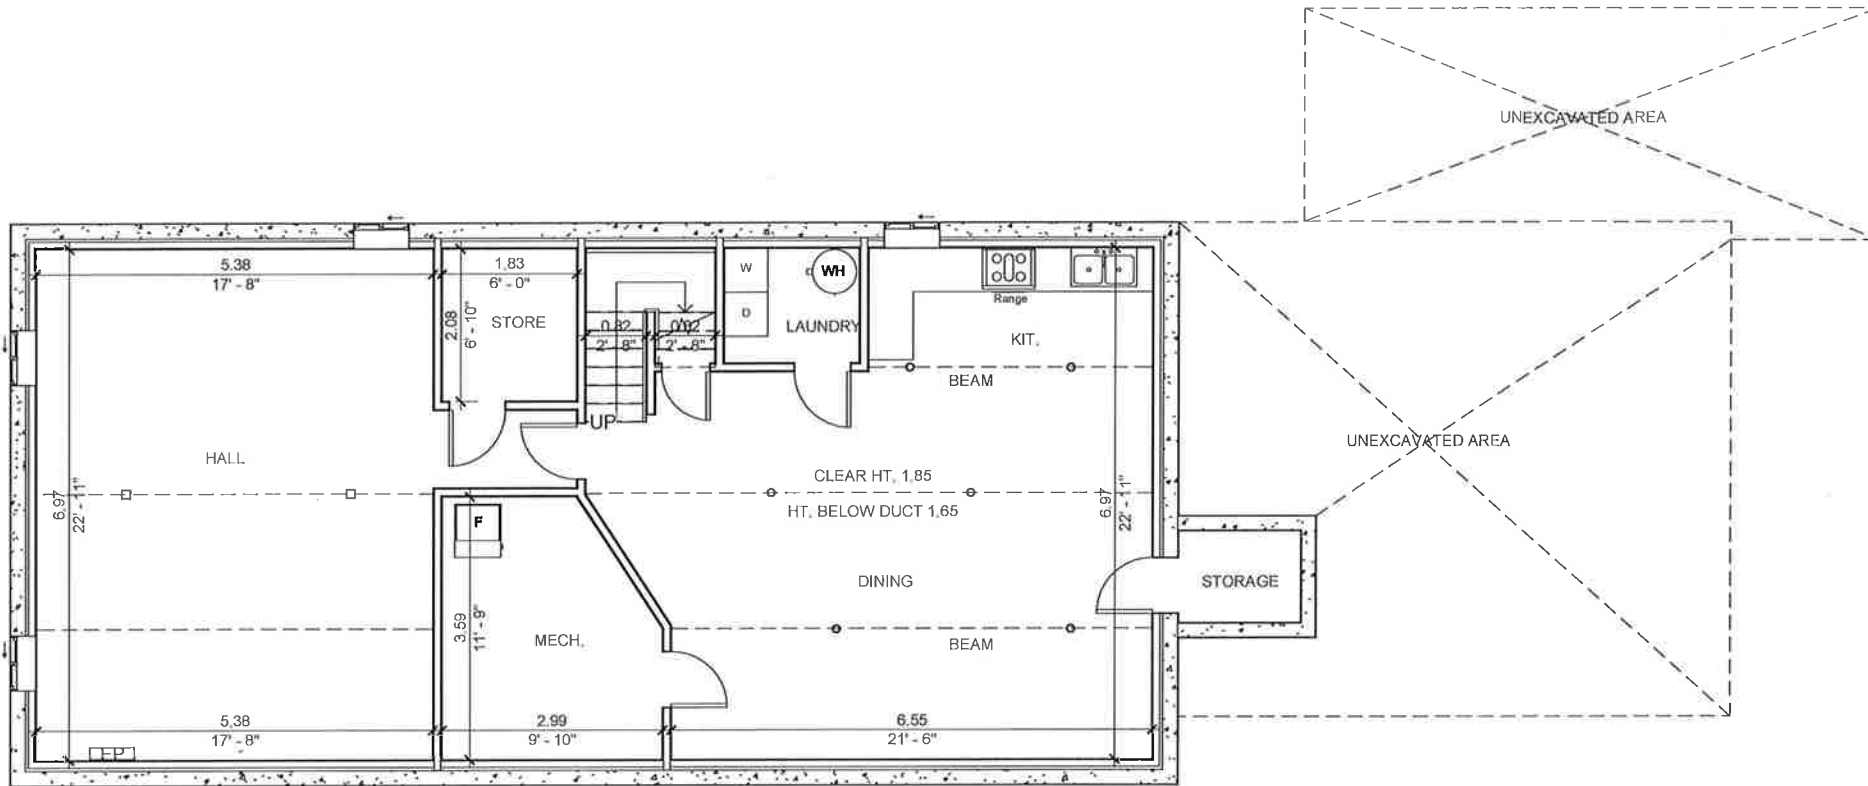 UNEXCAVATED AREA
5.38
17' - 8"
1.83
6' - 0"
2.08
6' - 10"
STORE
0.82
2' - 8"
0.82
2' - 8"
UP
W
D
WH
LAUNDRY
Range
KIT.
BEAM
HALL
6.97
22' - 11"
CLEAR HT. 1.85
HT. BELOW DUCT 1.65
6.97
22' - 11"
UNEXCAVATED AREA
F
DINING
STORAGE
3.59
11' - 9"
MECH.
BEAM
5.38
17' - 8"
2.99
9' - 10"
6.55
21' - 6"
EP